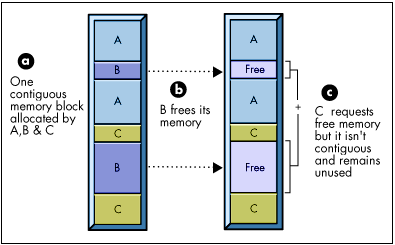 a
One
contiguous
memory block
allocated by
A,B & C
A
B
A
C
B
C
b
B frees its
memory
A
Free
A
C
Free
C
+
c
C requests
free memory
but it isn't
contiguous
and remains
unused